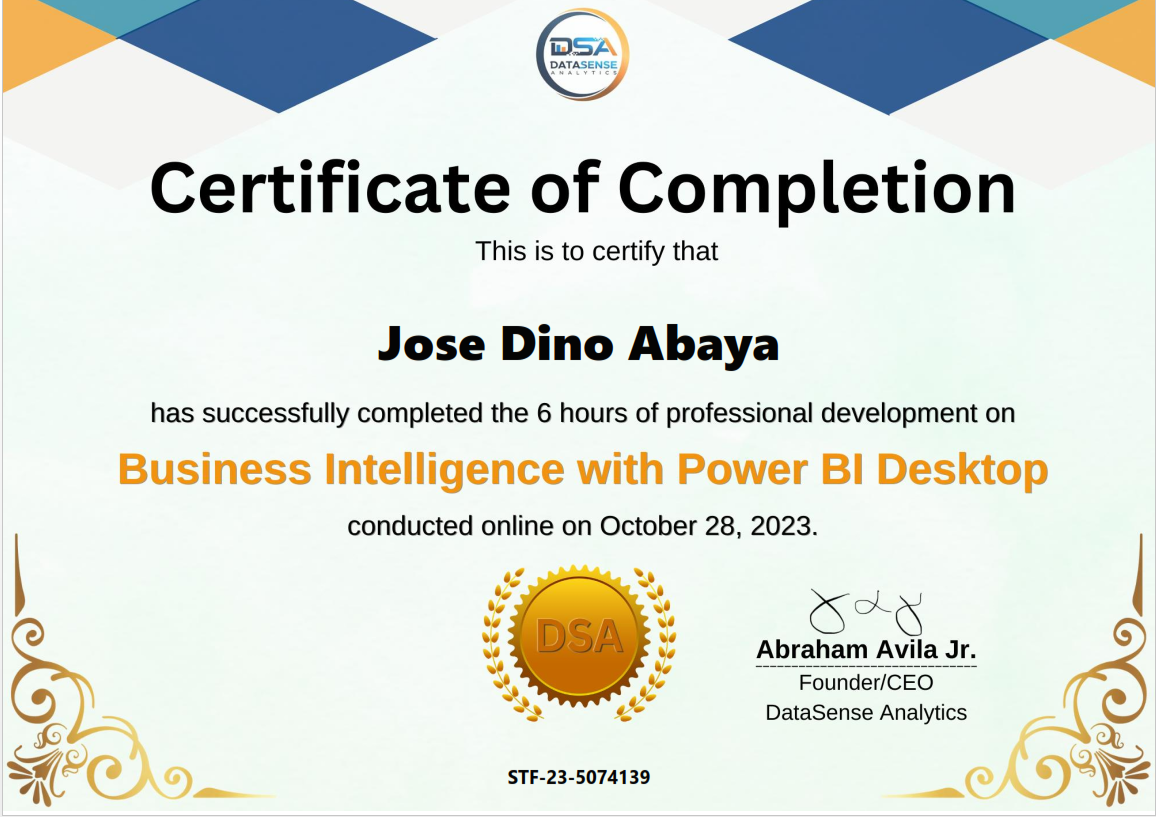 DSA
DATASENSE
ANALYTICS
Certificate of Completion
This is to certify that
Jose Dino Abaya
has successfully completed the 6 hours of professional development on
Business Intelligence with Power BI Desktop
conducted online on October 28, 2023.
DSA
Abraham Avila Jr.
Founder/CEO
DataSense Analytics
STF-23-5074139